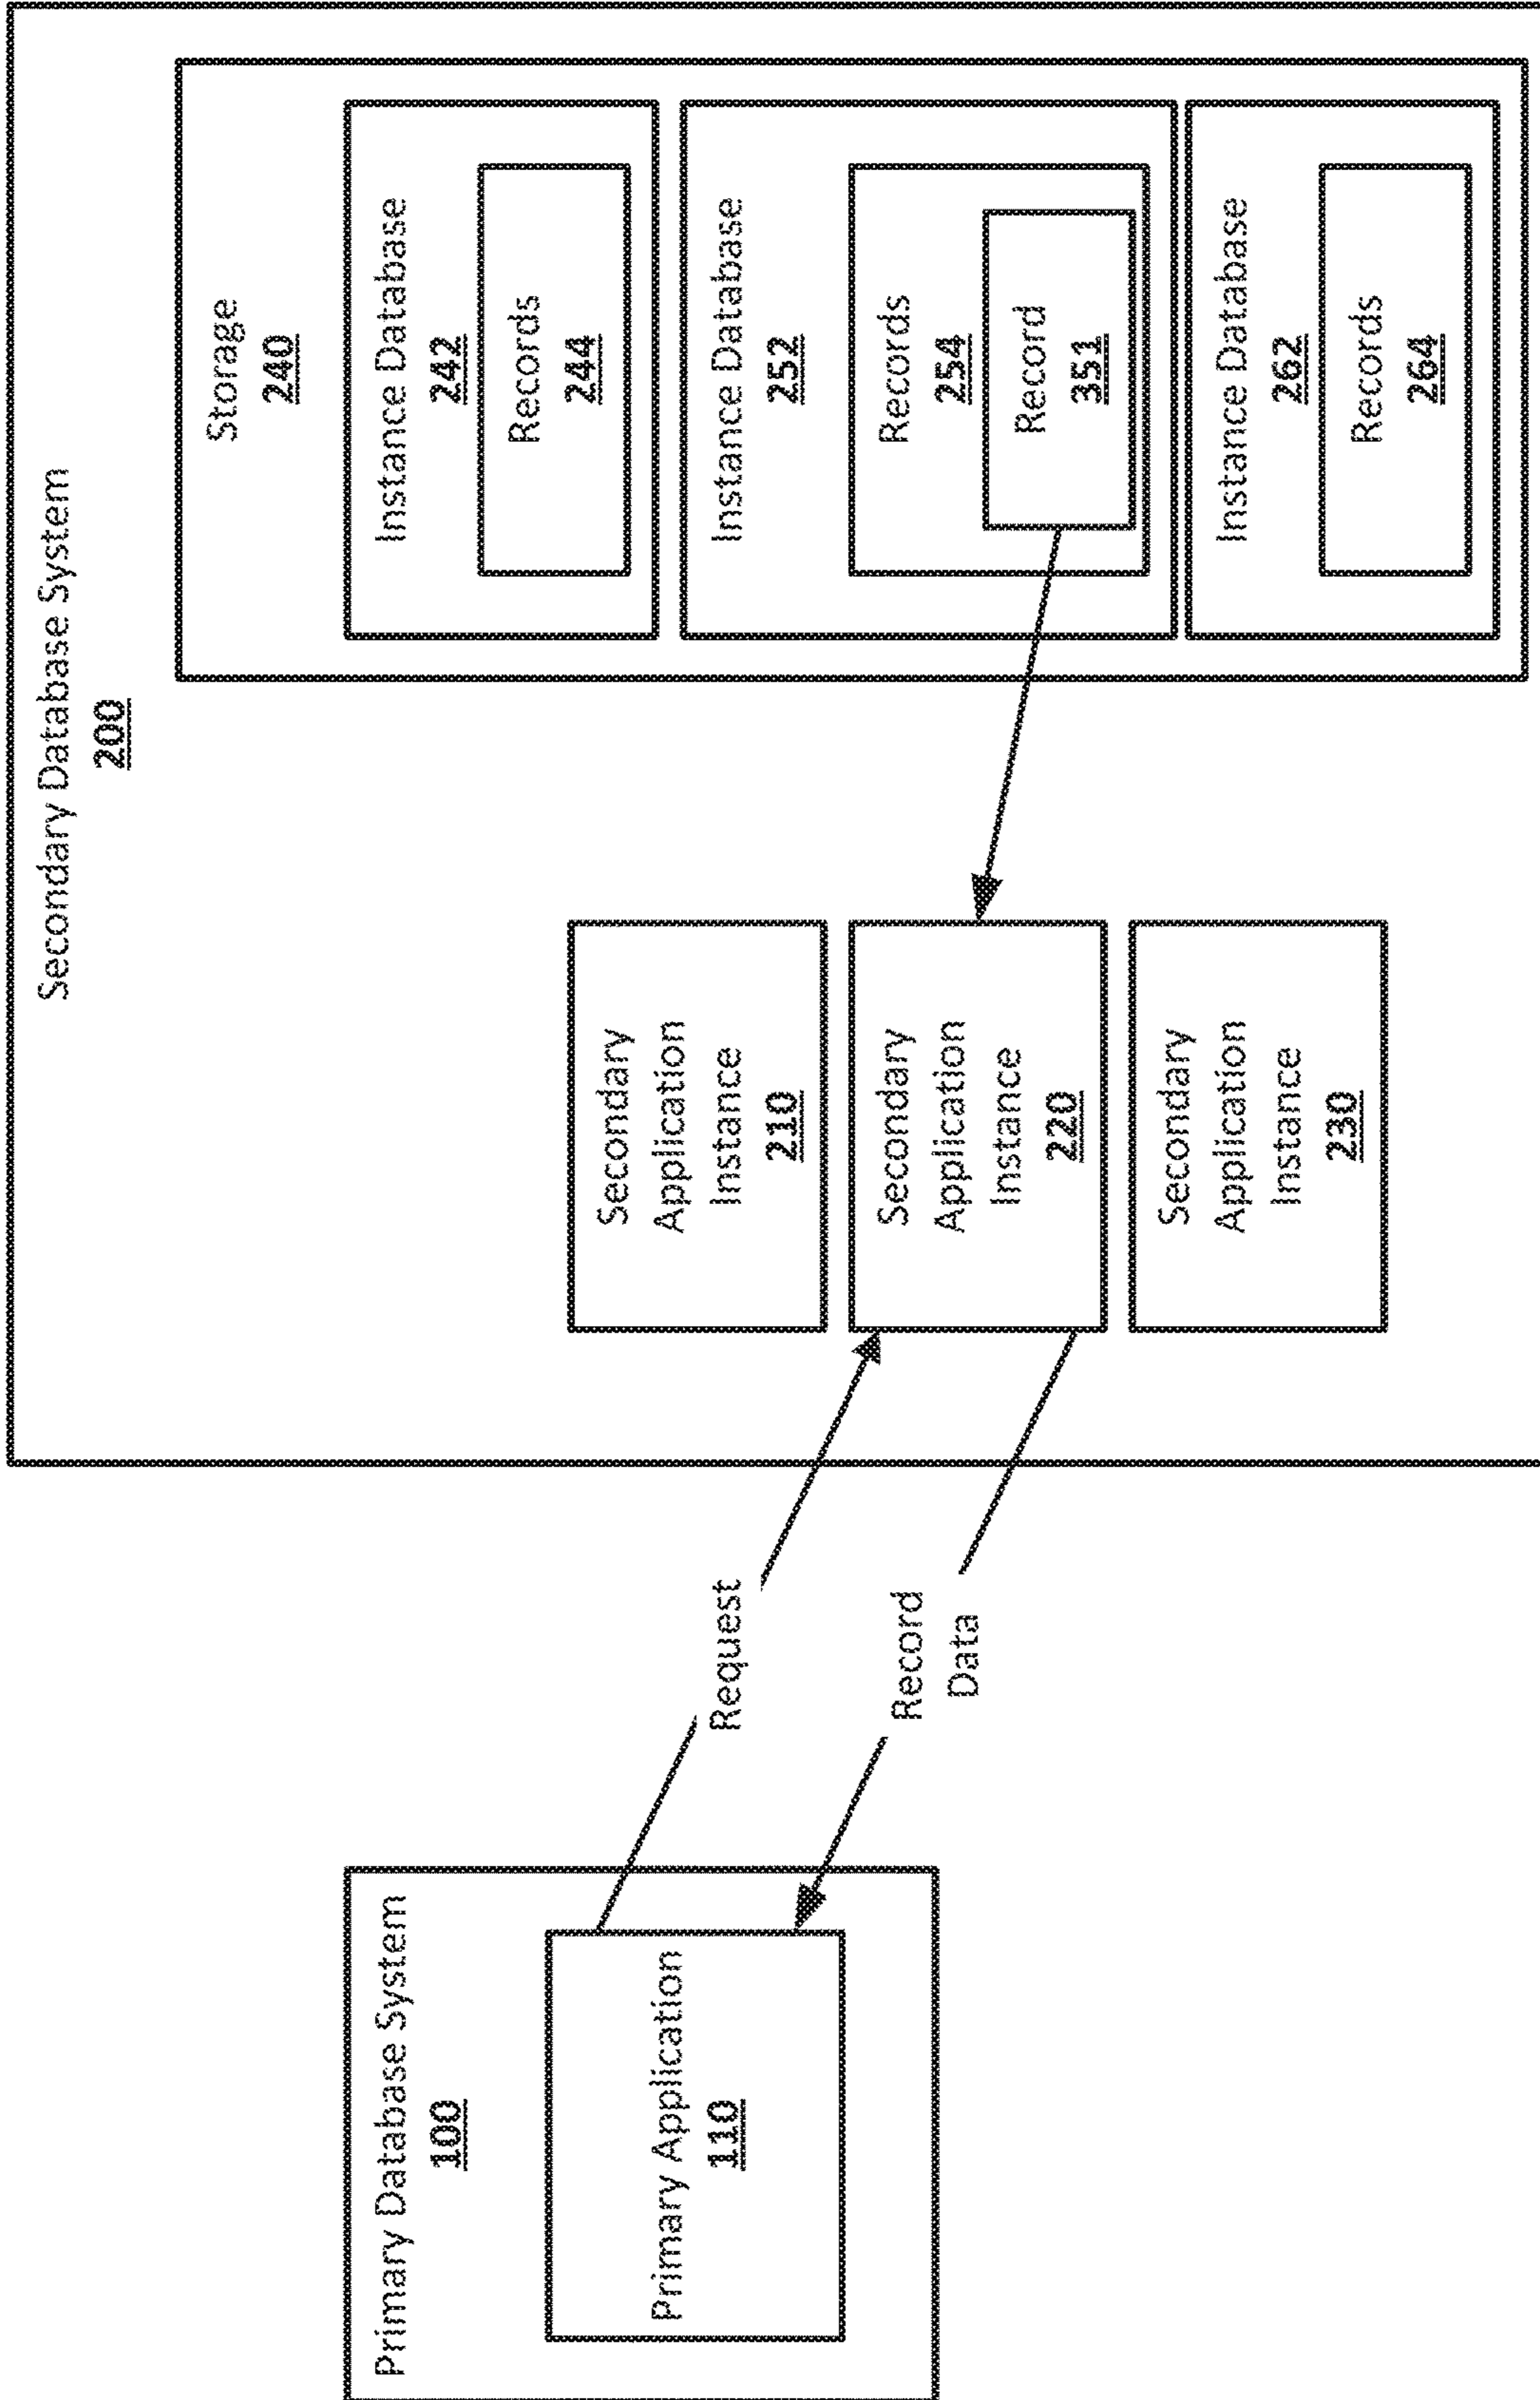 Primary Database System
100
Primary Application
110
Request
Record
Data
Secondary Database System
200
Secondary
Application
Instance
210
Secondary
Application
Instance
220
Secondary
Application
Instance
230
Storage
240
Instance Database
242
Records
244
Instance Database
252
Records
254
Record
351
Instance Database
262
Records
264